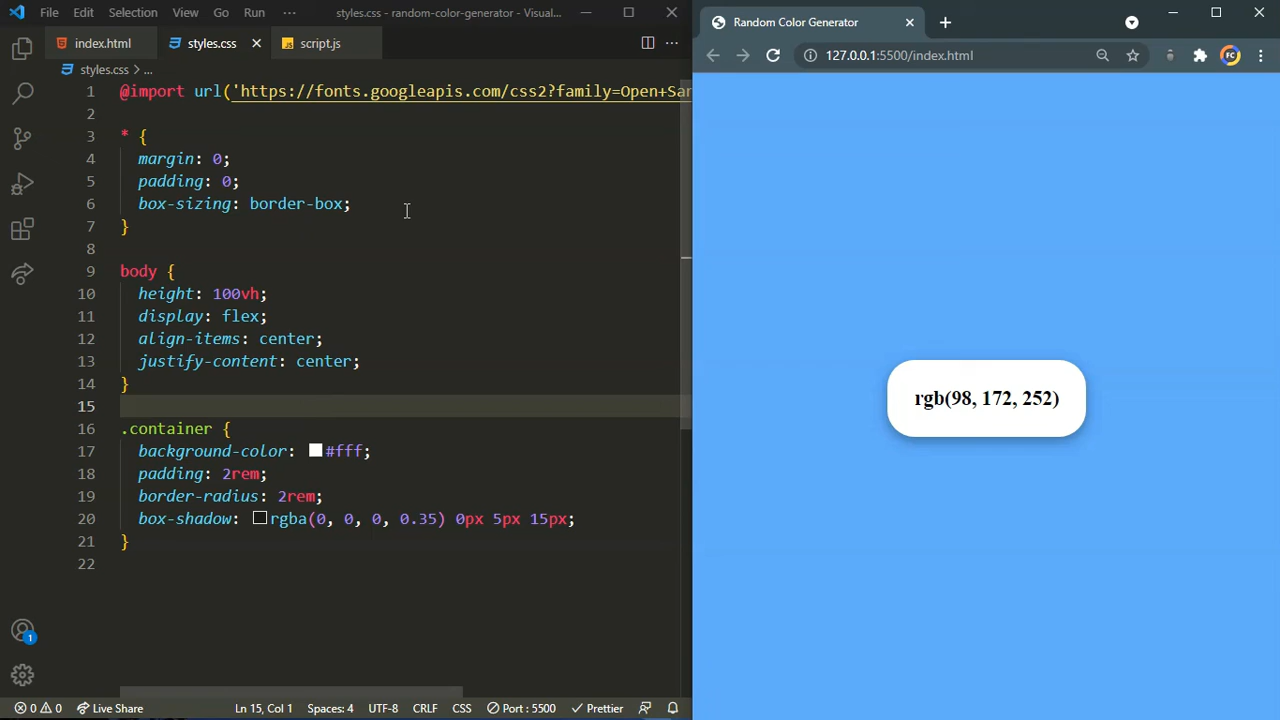 File Edit Selection View Go Run ··· styles.css - random-color-generator - Visual...
Random Color Generator
index.html styles.css script.js
127.0.0.1:5500/index.html
styles.css > ...
1 @import url('https://fonts.googleapis.com/css2?family=Open+San
2
3 * {
4 margin: 0;
5 padding: 0;
6 box-sizing: border-box;
7 }
8
9 body {
10 height: 100vh;
11 display: flex;
12 align-items: center;
13 justify-content: center;
14 }
15
16 .container {
17 background-color: #fff;
18 padding: 2rem;
19 border-radius: 2rem;
20 box-shadow: rgba(0, 0, 0, 0.35) 0px 5px 15px;
21 }
22
rgb(98, 172, 252)
1
0 0 Live Share Ln 15, Col 1 Spaces: 4 UTF-8 CRLF CSS Port : 5500 Prettier